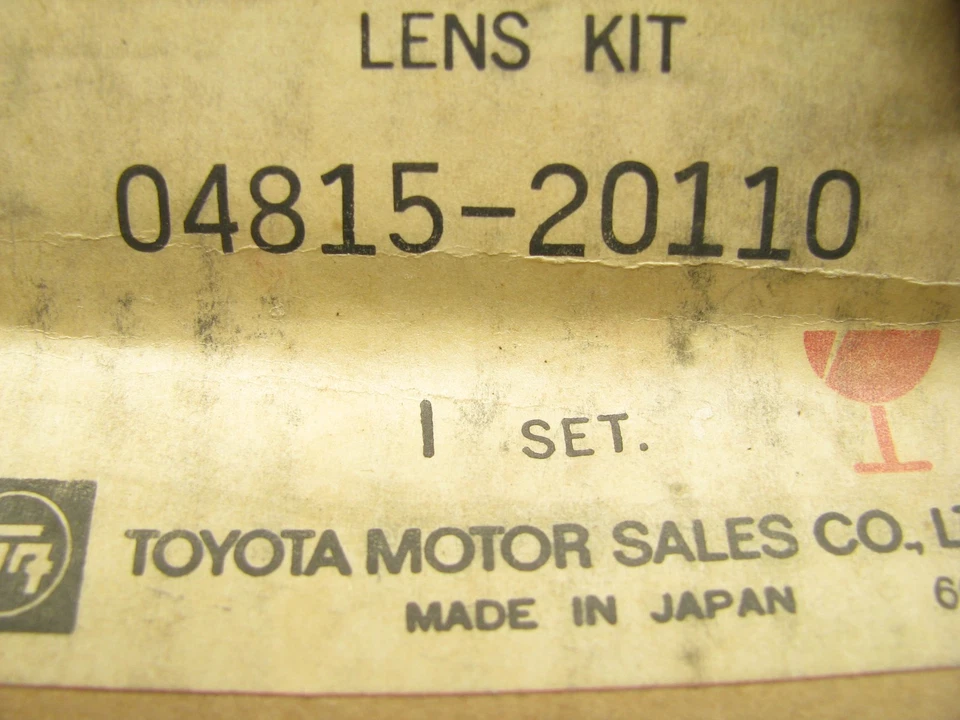 LENS KIT
04815-20110
1 SET.
TOYOTA MOTOR SALES CO.,
MADE IN JAPAN